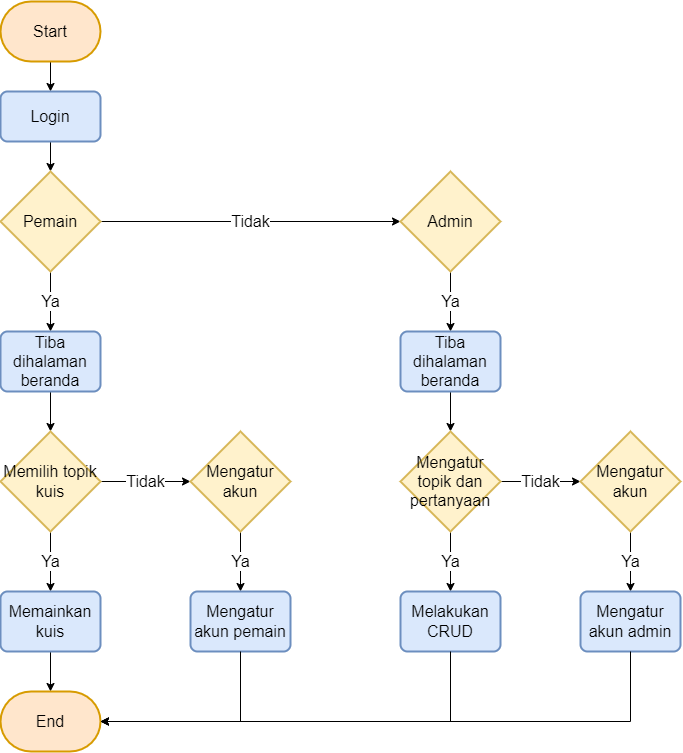 Start
Login
Pemain
Tidak
Admin
Ya
Ya
Tiba
dihalaman
beranda
Tiba
dihalaman
beranda
Memilih topik
kuis
Tidak
Mengatur
akun
Mengatur
topik dan
pertanyaan
Tidak
Mengatur
akun
Ya
Ya
Ya
Ya
Memainkan
kuis
Mengatur
akun pemain
Melakukan
CRUD
Mengatur
akun admin
End